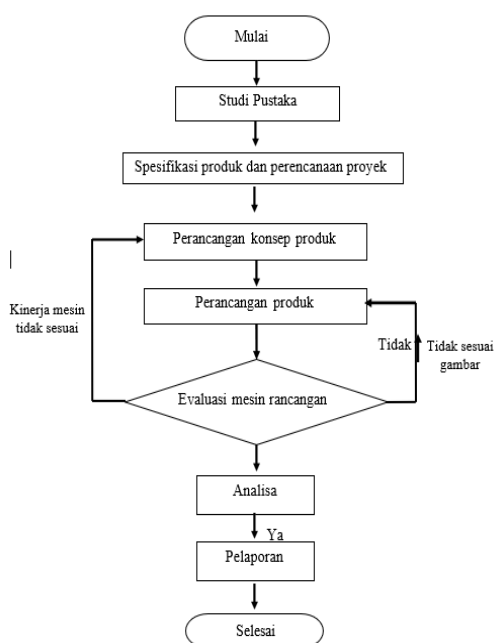 Mulai
Studi Pustaka
Spesifikasi produk dan perencanaan proyek
Perancangan konsep produk
Kinerja mesin
tidak sesuai
Perancangan produk
Tidak
Tidak sesuai
gambar
Evaluasi mesin rancangan
Analisa
Ya
Pelaporan
Selesai